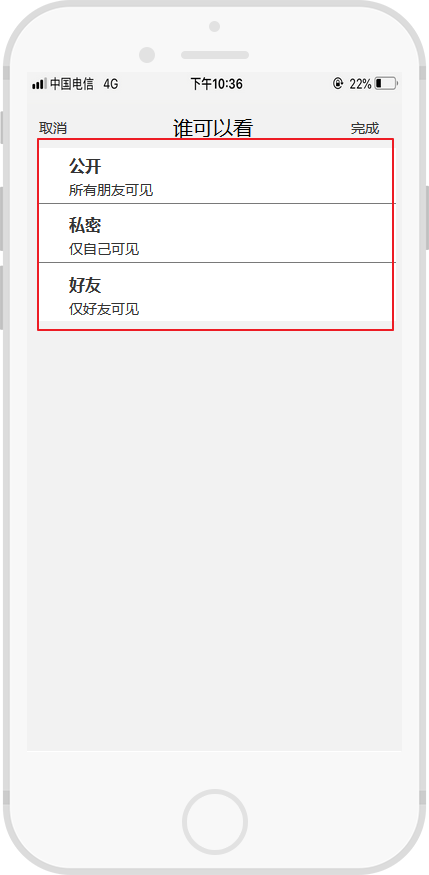 中国电信 4G 下午10:36 22%
取消 谁可以看 完成
公开
所有朋友可见
私密
仅自己可见
好友
仅好友可见